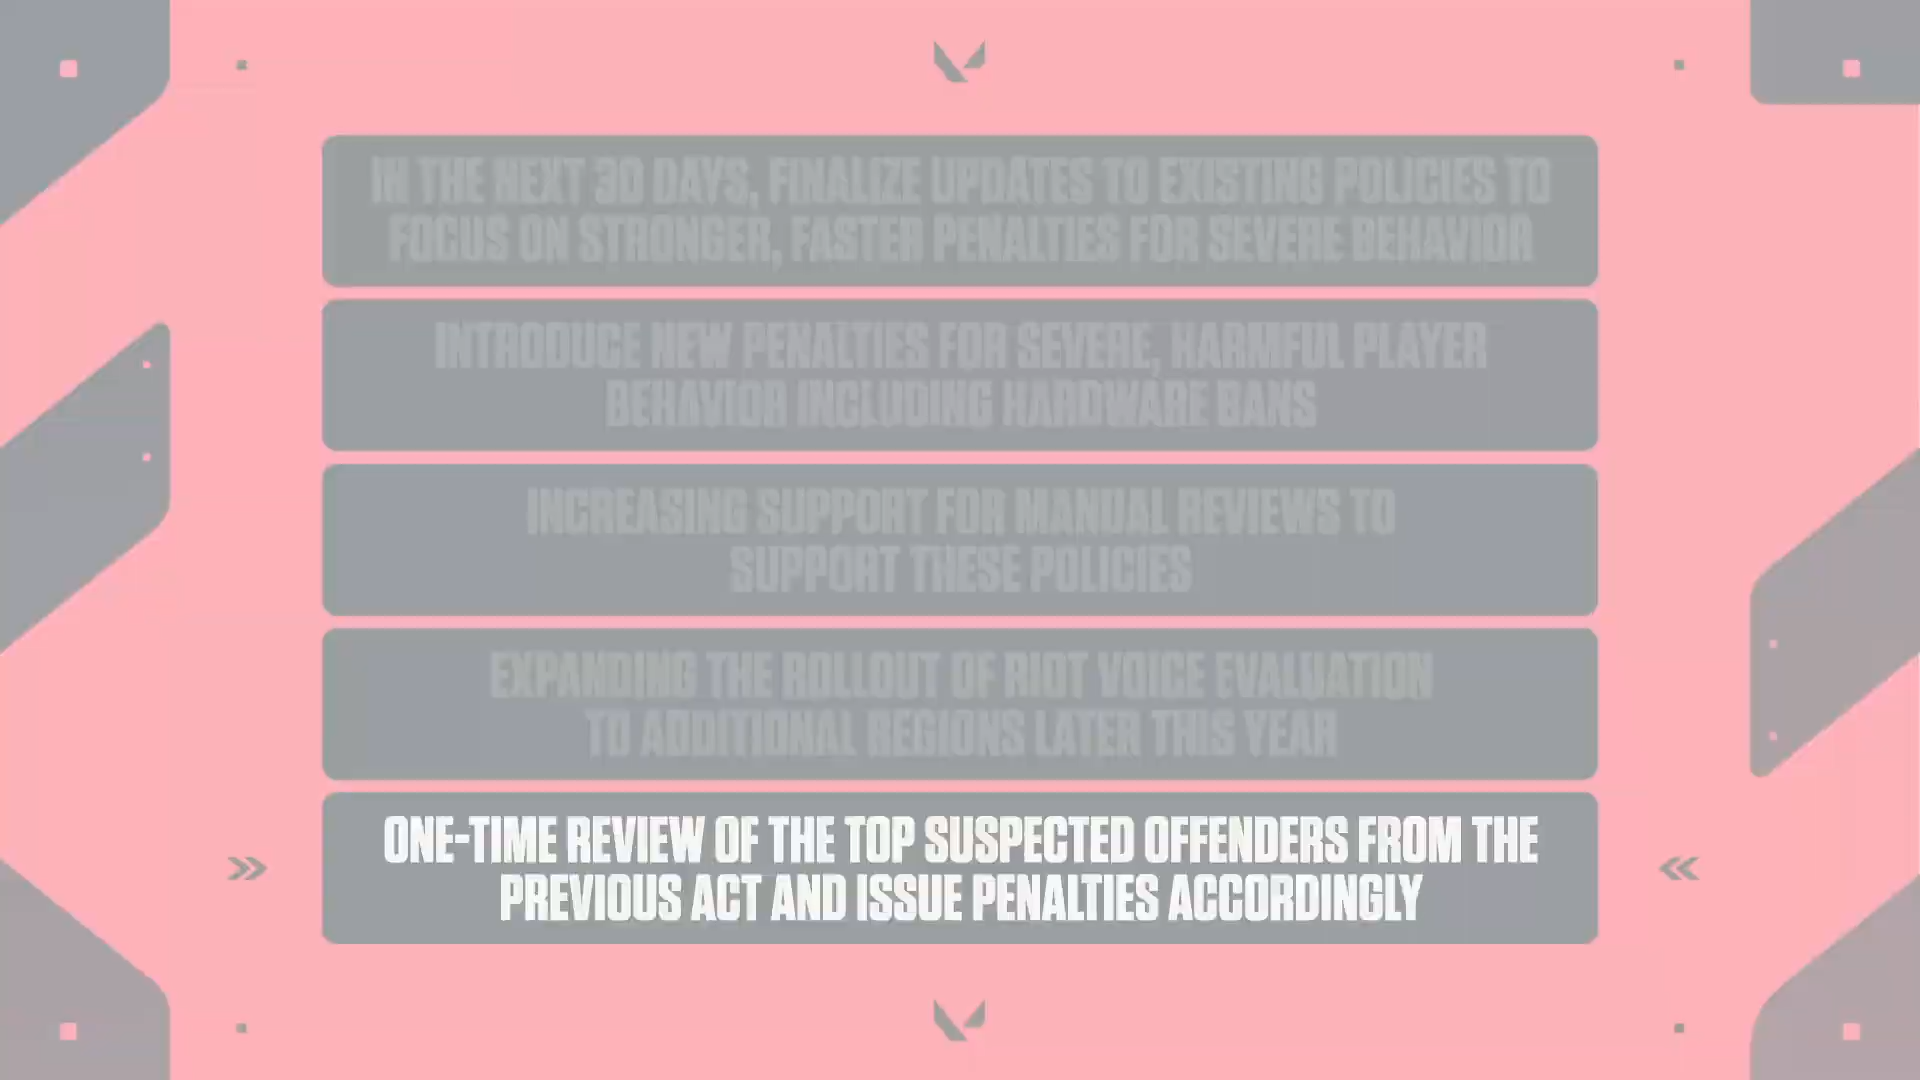 IN THE NEXT 30 DAYS, FINALIZE UPDATES TO EXISTING POLICIES TO
FOCUS ON STRONGER, FASTER PENALTIES FOR SEVERE BEHAVIOR
INTRODUCE NEW PENALTIES FOR SEVERE, HARMFUL PLAYER
BEHAVIOR INCLUDING HARDWARE BANS
INCREASING SUPPORT FOR MANUAL REVIEWS TO
SUPPORT THESE POLICIES
EXPANDING THE ROLLOUT OF RIOT VOICE EVALUATION
TO ADDITIONAL REGIONS LATER THIS YEAR
ONE-TIME REVIEW OF THE TOP SUSPECTED OFFENDERS FROM THE
PREVIOUS ACT AND ISSUE PENALTIES ACCORDINGLY